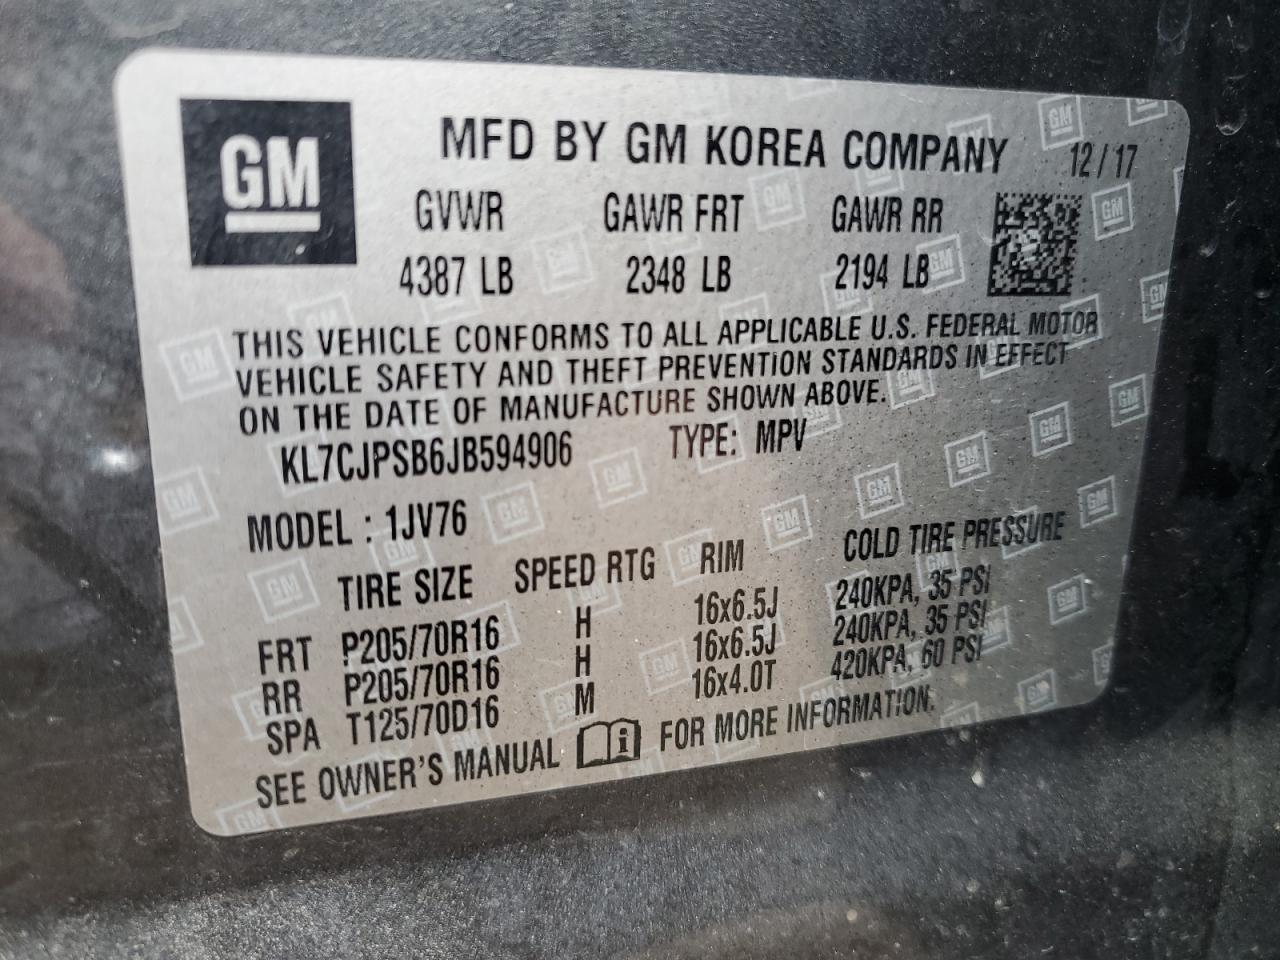 GM
MFD BY GM KOREA COMPANY 12/17
GVWR GAWR FRT GAWR RR
4387 LB 2348 LB 2194 LB
THIS VEHICLE CONFORMS TO ALL APPLICABLE U.S. FEDERAL MOTOR
VEHICLE SAFETY AND THEFT PREVENTION STANDARDS IN EFFECT
ON THE DATE OF MANUFACTURE SHOWN ABOVE.
KL7CJPSB6JB594906 TYPE: MPV
MODEL : 1JV76
TIRE SIZE SPEED RTG RIM COLD TIRE PRESSURE
FRT P205/70R16 H 16x6.5J 240KPA, 35 PSI
RR P205/70R16 H 16x6.5J 240KPA, 35 PSI
SPA T125/70D16 M 16x4.0T 420KPA, 60 PSI
SEE OWNER'S MANUAL i FOR MORE INFORMATION.